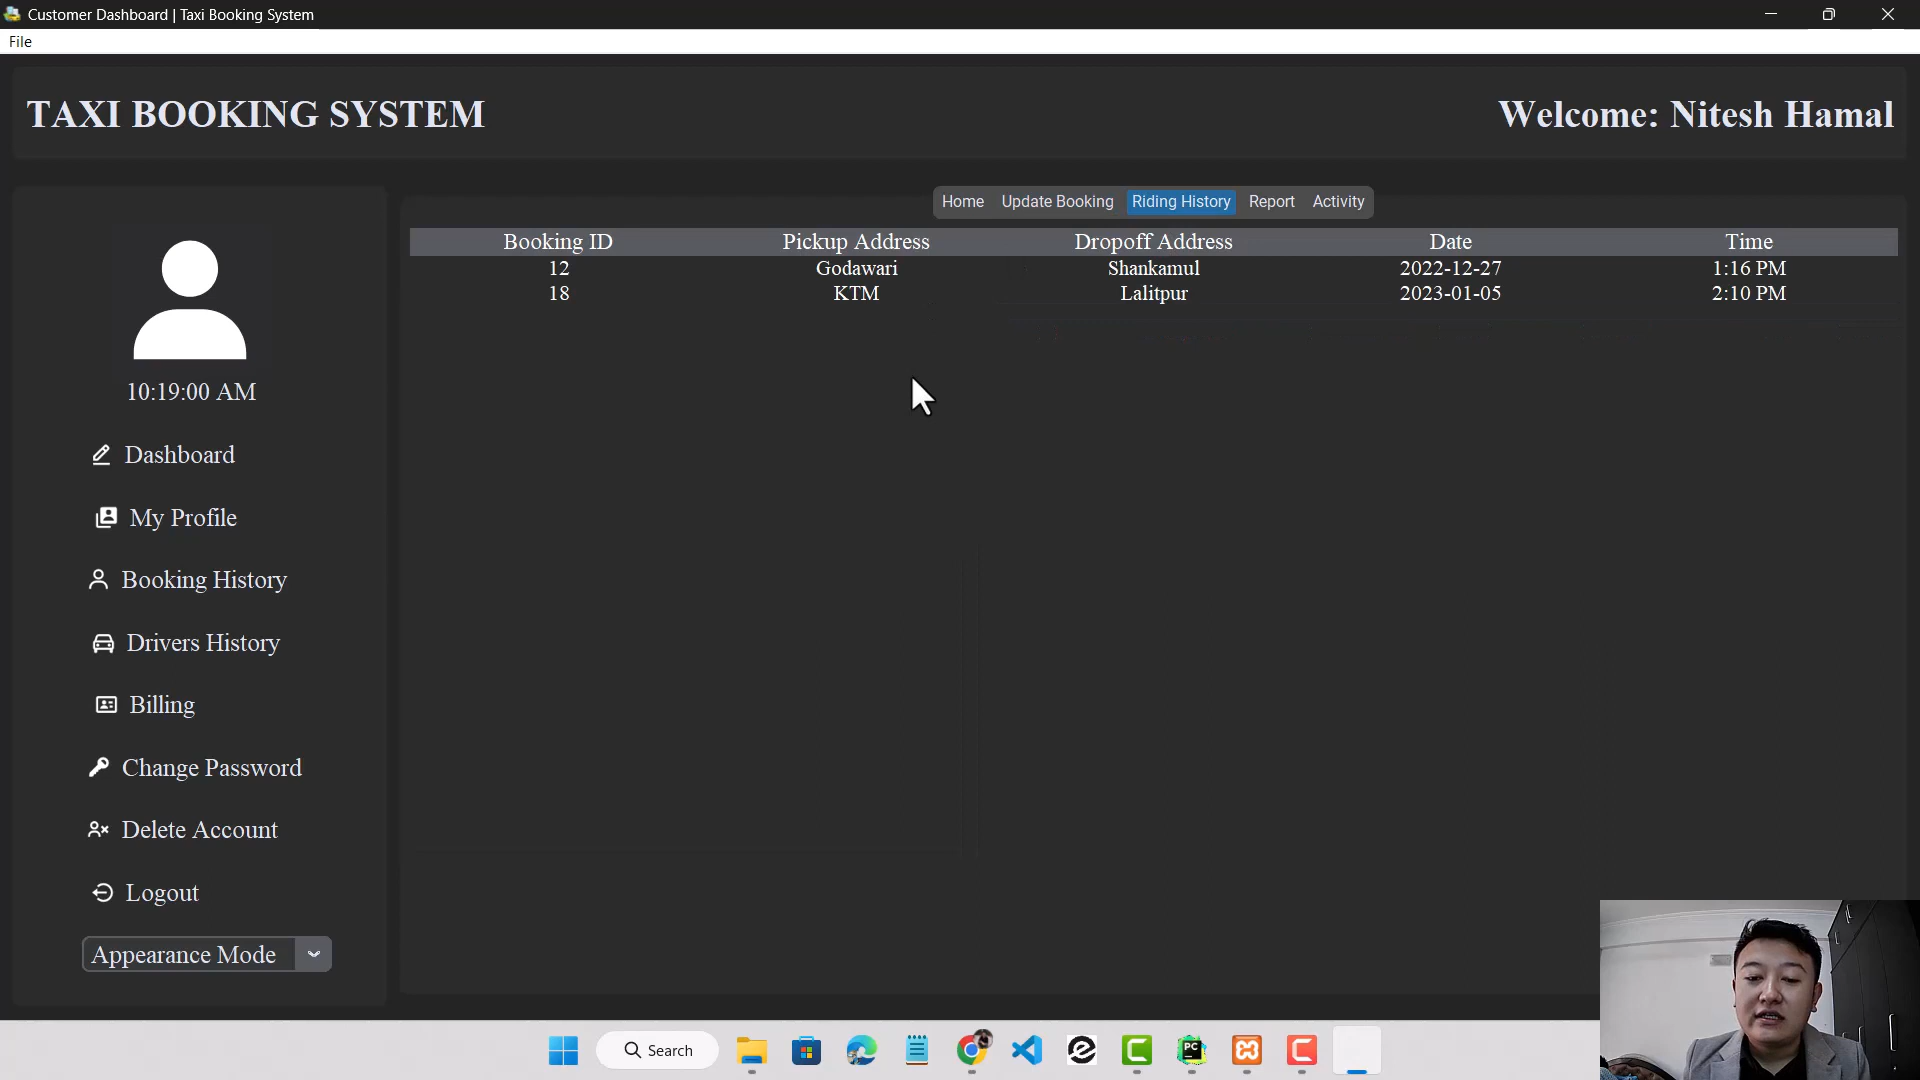 Customer Dashboard | Taxi Booking System
File
TAXI BOOKING SYSTEM
Welcome: Nitesh Hamal
Home Update Booking Riding History Report Activity
Booking ID Pickup Address Dropoff Address Date Time
12 Godawari Shankamul 2022-12-27 1:16 PM
18 KTM Lalitpur 2023-01-05 2:10 PM
10:19:00 AM
Dashboard
My Profile
Booking History
Drivers History
Billing
Change Password
Delete Account
Logout
Appearance Mode
Search
PC